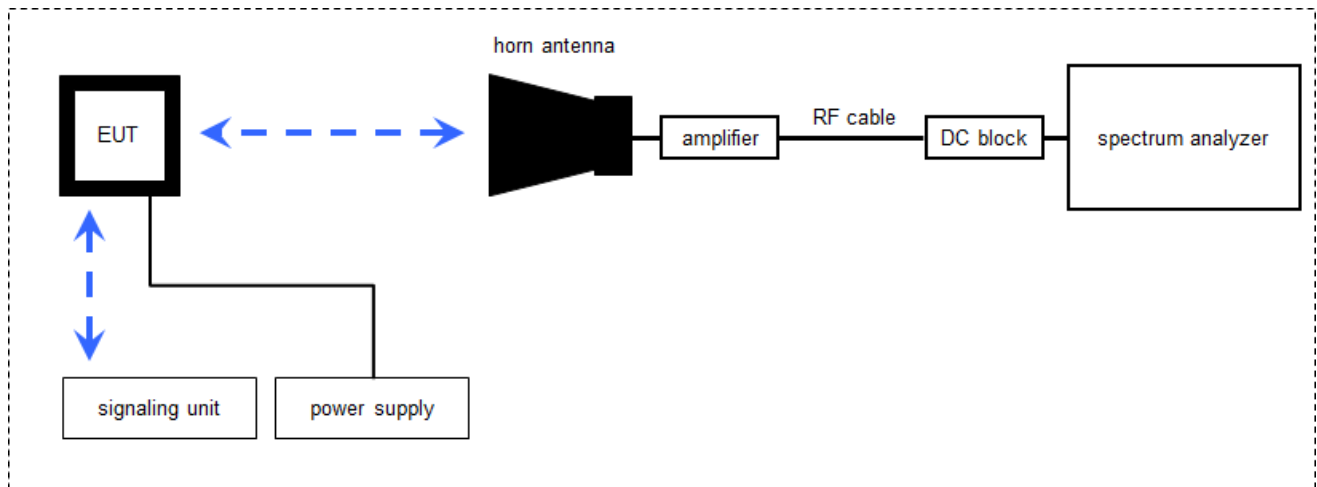 horn antenna
EUT
amplifier
RF cable
DC block
spectrum analyzer
signaling unit
power supply